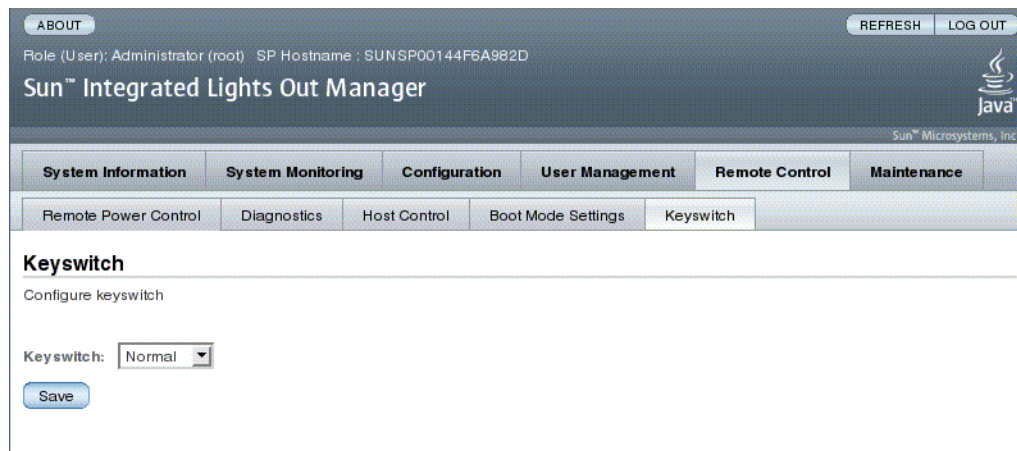 ABOUT
REFRESH LOG OUT
Role (User): Administrator (root) SP Hostname : SUNSP00144F6A982D
Sun™ Integrated Lights Out Manager
Java™
Sun™ Microsystems, Inc
System Information System Monitoring Configuration User Management Remote Control Maintenance
Remote Power Control Diagnostics Host Control Boot Mode Settings Keyswitch
Keyswitch
Configure keyswitch
Keyswitch: Normal
Save